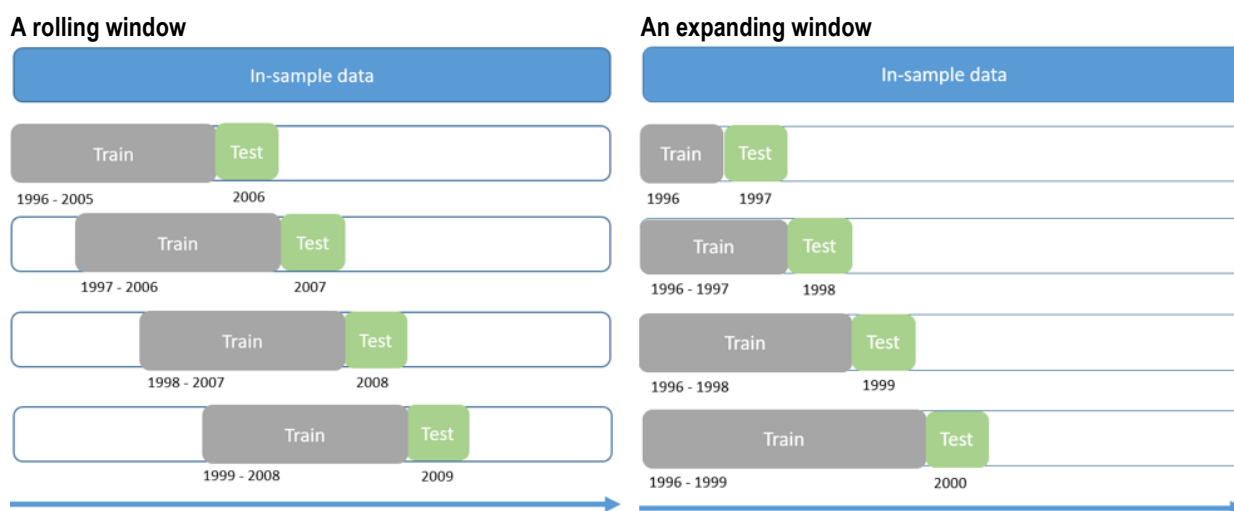 A rolling window
In-sample data
Train Test
1996 - 2005 2006
Train Test
1997 - 2006 2007
Train Test
1998 - 2007 2008
Train Test
1999 - 2008 2009
An expanding window
In-sample data
Train Test
1996 1997
Train Test
1996 - 1997 1998
Train Test
1996 - 1998 1999
Train Test
1996 - 1999 2000